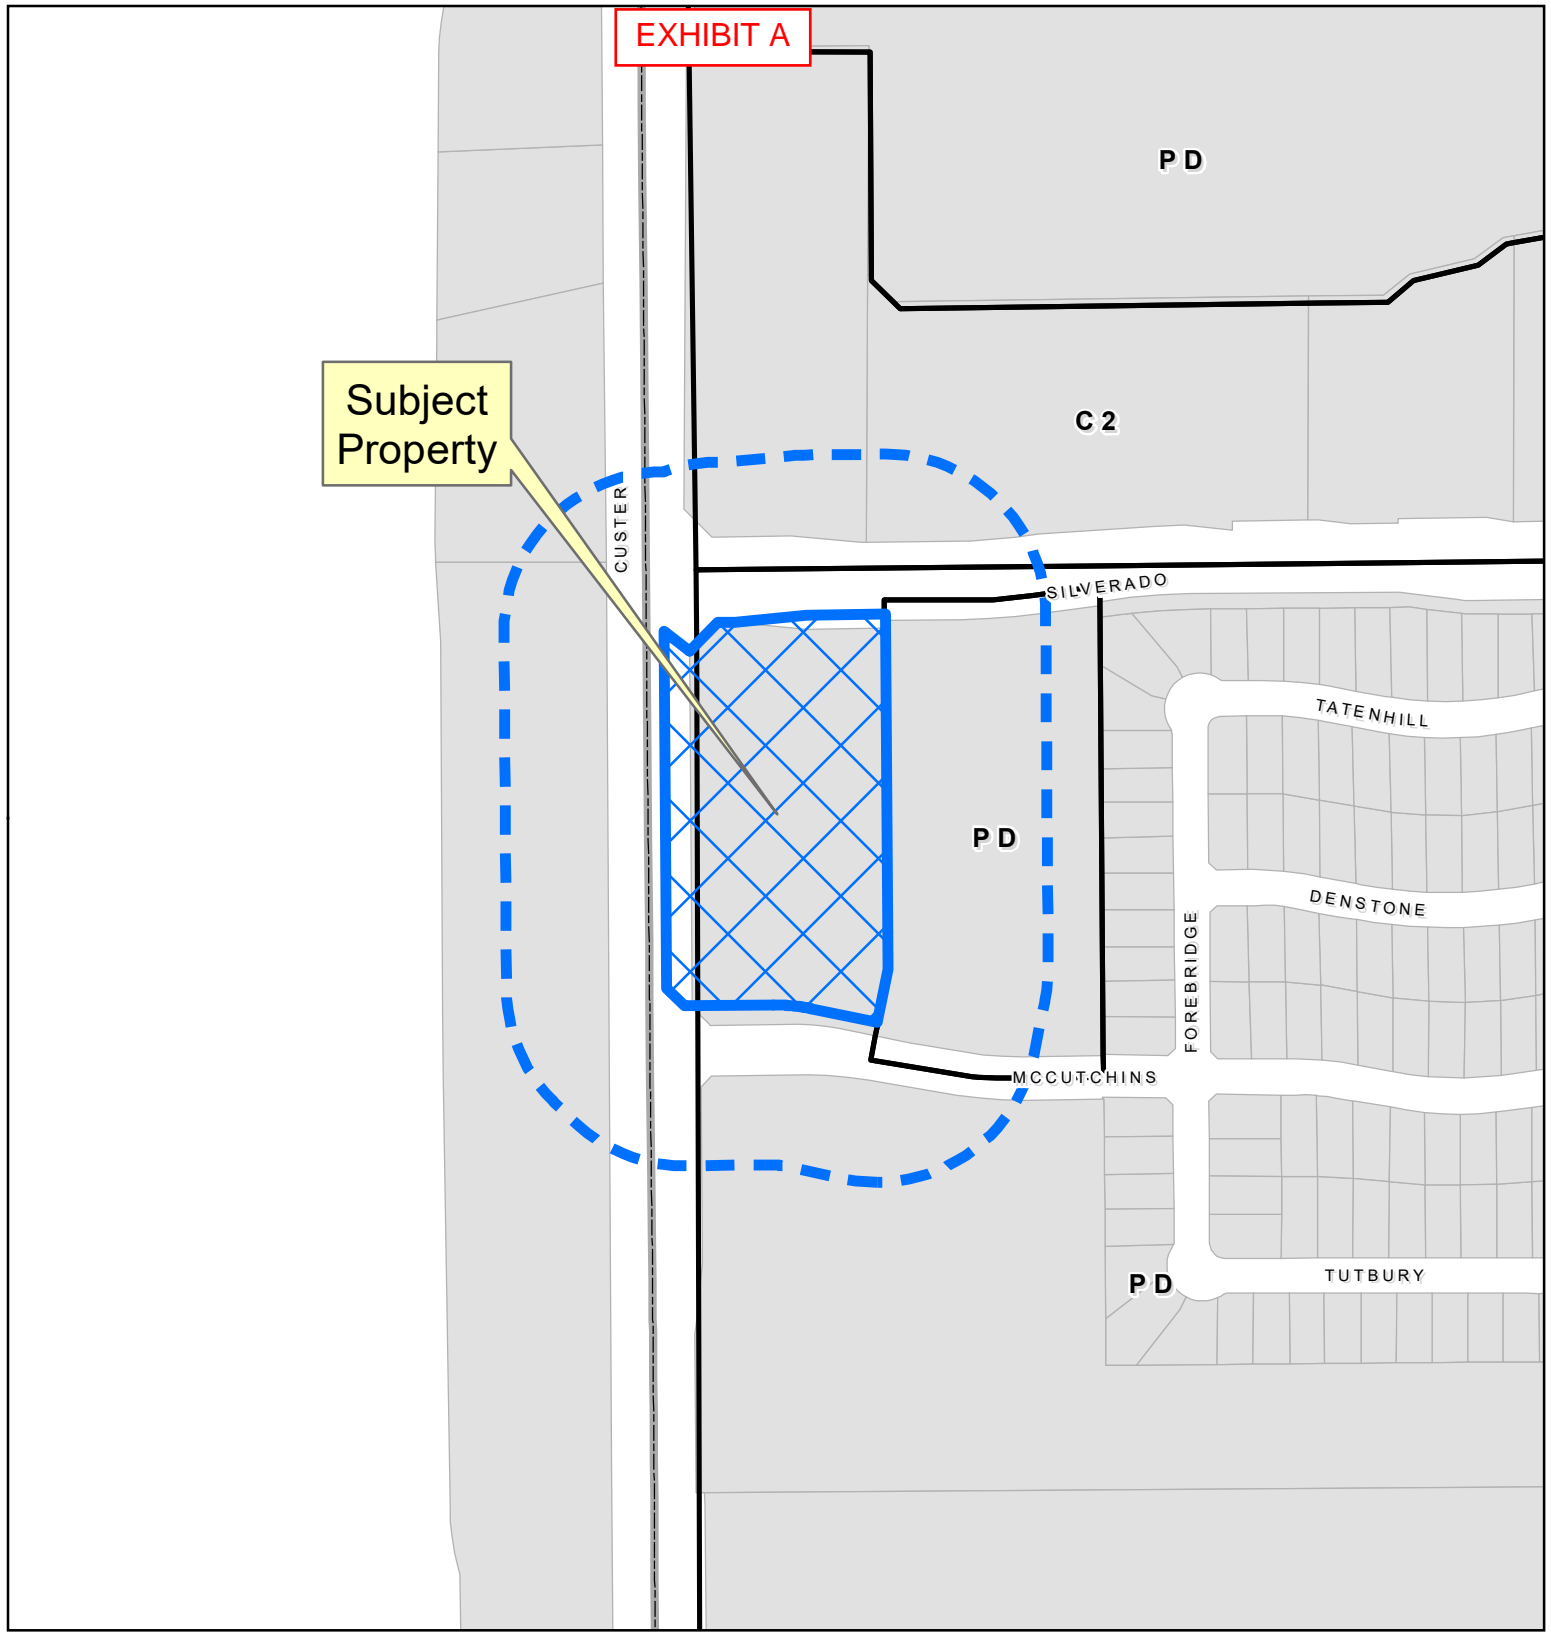 EXHIBIT A
P D
Subject
Property
C 2
CUSTER
SILVERADO
TATENHILL
P D
DENSTONE
FOREBRIDGE
MCCUTCHINS
P D
TUTBURY